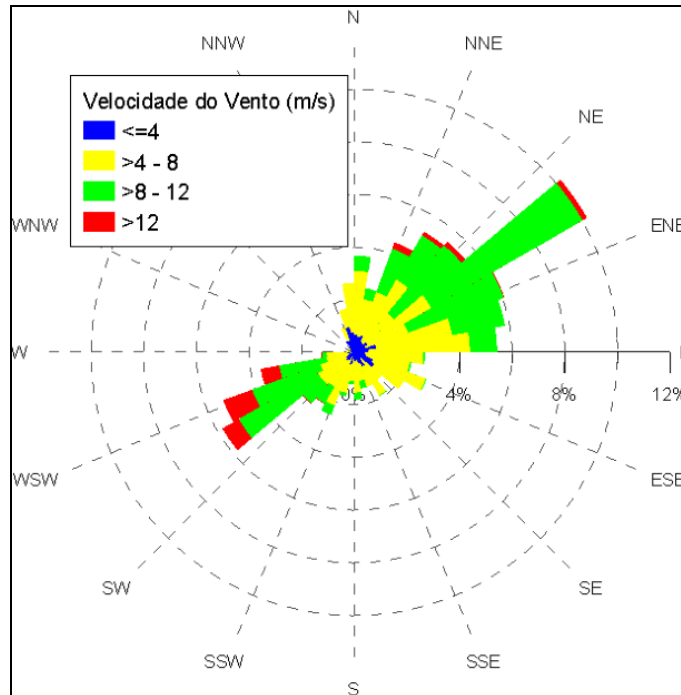 N
NNW
NNE
Velocidade do Vento (m/s)
<=4
>4 - 8
>8 - 12
>12
NE
WNW
ENE
W
0%
4%
8%
12%
WSW
ESE
SW
SE
SSW
SSE
S